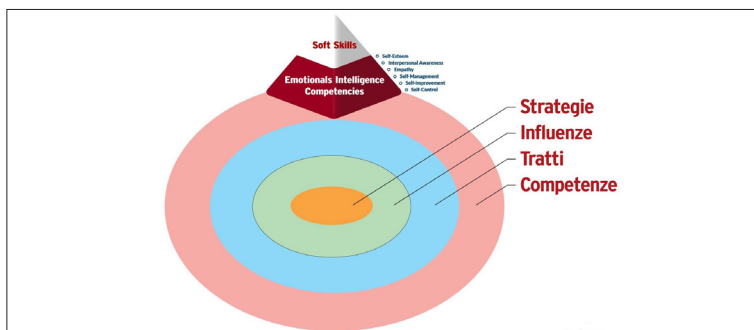 Soft Skills
Self-Esteem
Interpersonal Awareness
Empathy
Self-Management
Self-Improvement
Self-Control
Emotionals Intelligence
Competencies
Strategie
Influenze
Tratti
Competenze